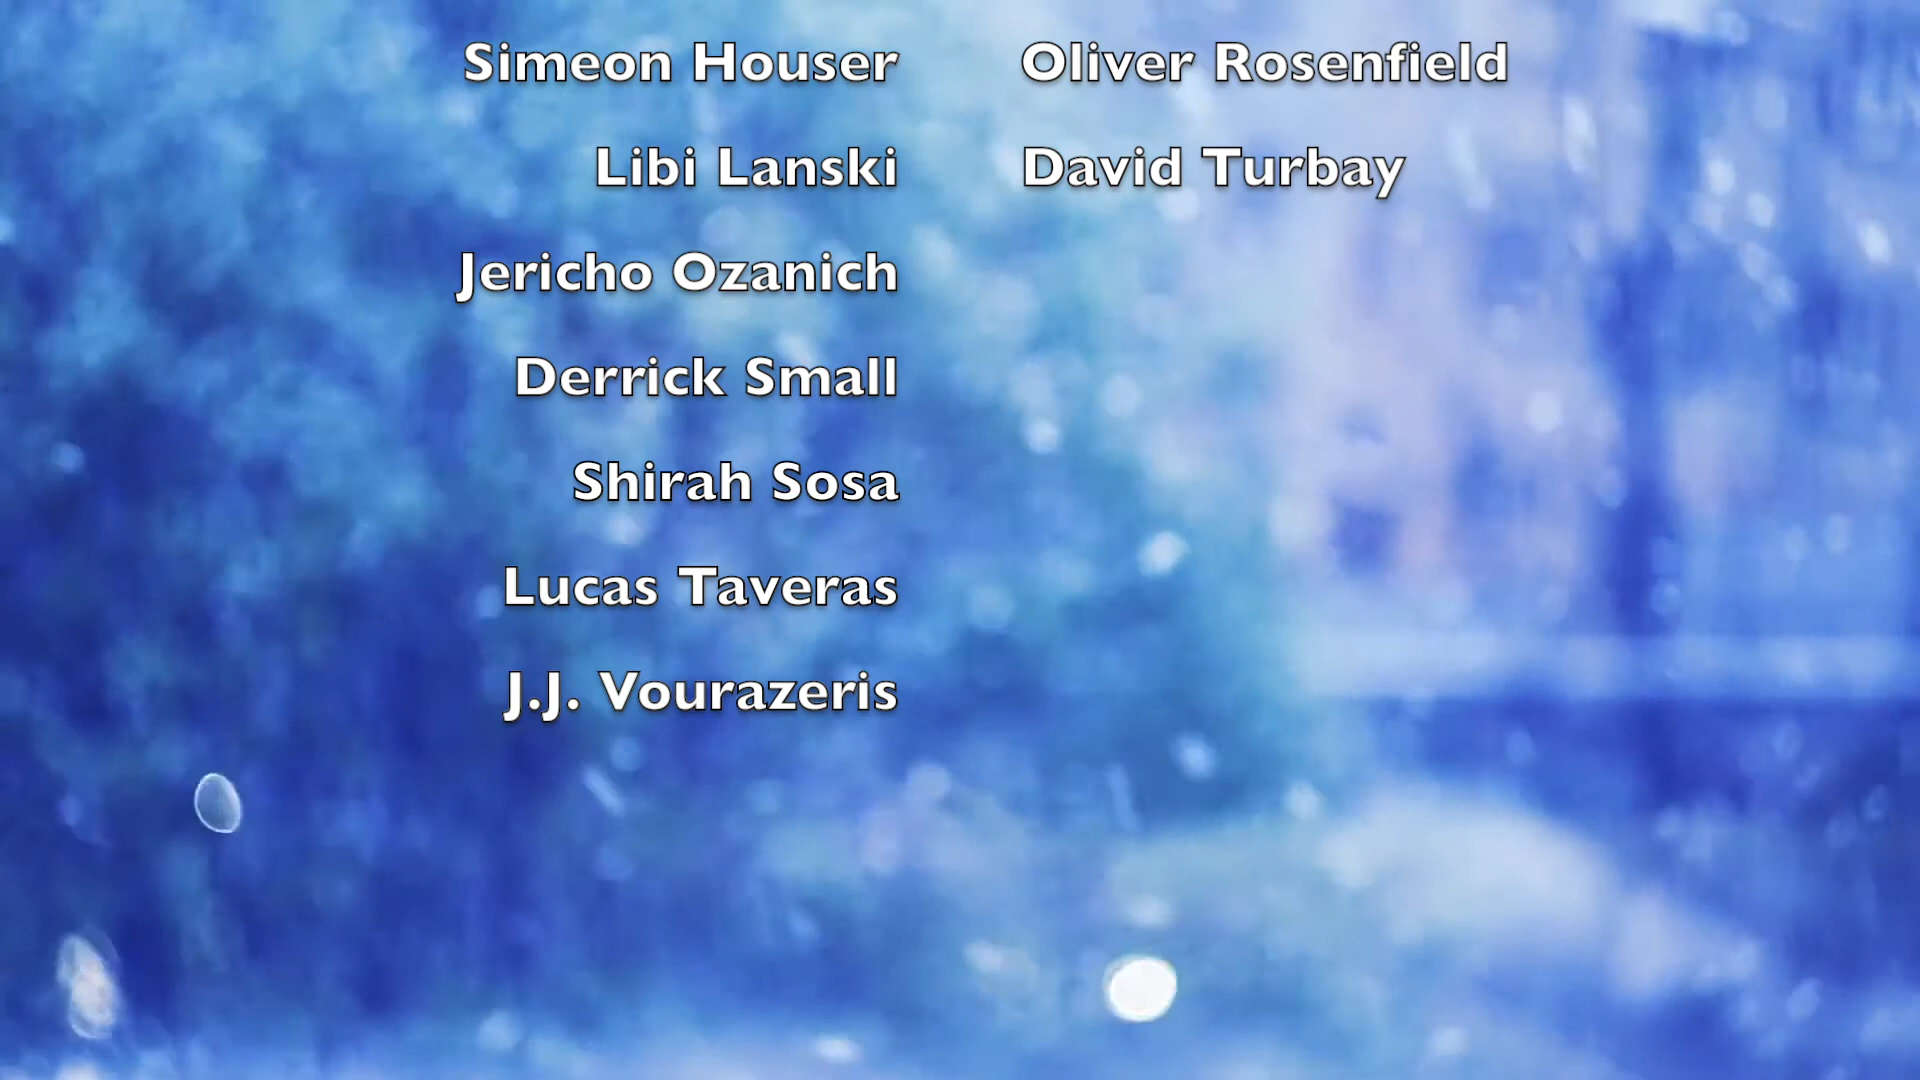 Simeon Houser
Oliver Rosenfield
Libi Lanski
David Turbay
Jericho Ozanich
Derrick Small
Shirah Sosa
Lucas Taveras
J.J. Vourazeris